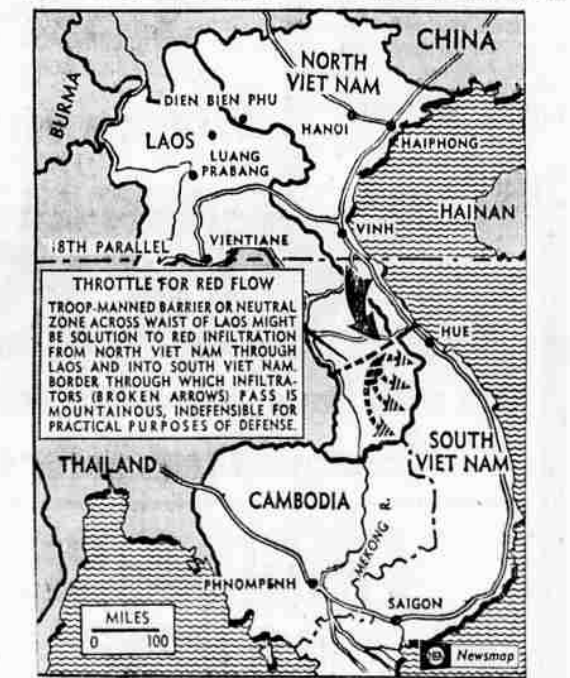 CHINA
NORTH
VIET NAM
BURMA
DIEN BIEN PHU
HANOI
LAOS
HAIPHONG
LUANG
PRABANG
HAINAN
VINH
18TH PARALLEL
VIENTIANE
THROTTLE FOR RED FLOW
TROOP-MANNED BARRIER OR NEUTRAL
ZONE ACROSS WAIST OF LAOS MIGHT
BE SOLUTION TO RED INFILTRATION
FROM NORTH VIET NAM THROUGH
LAOS AND INTO SOUTH VIET NAM.
BORDER THROUGH WHICH INFILTRA-
TORS (BROKEN ARROWS) PASS IS
MOUNTAINOUS, INDEFENSIBLE FOR
PRACTICAL PURPOSES OF DEFENSE.
HUE
SOUTH
VIET NAM
THAILAND
CAMBODIA
MEKONG R.
PHNOMPENH
SAIGON
MILES
0 100
Newsmap